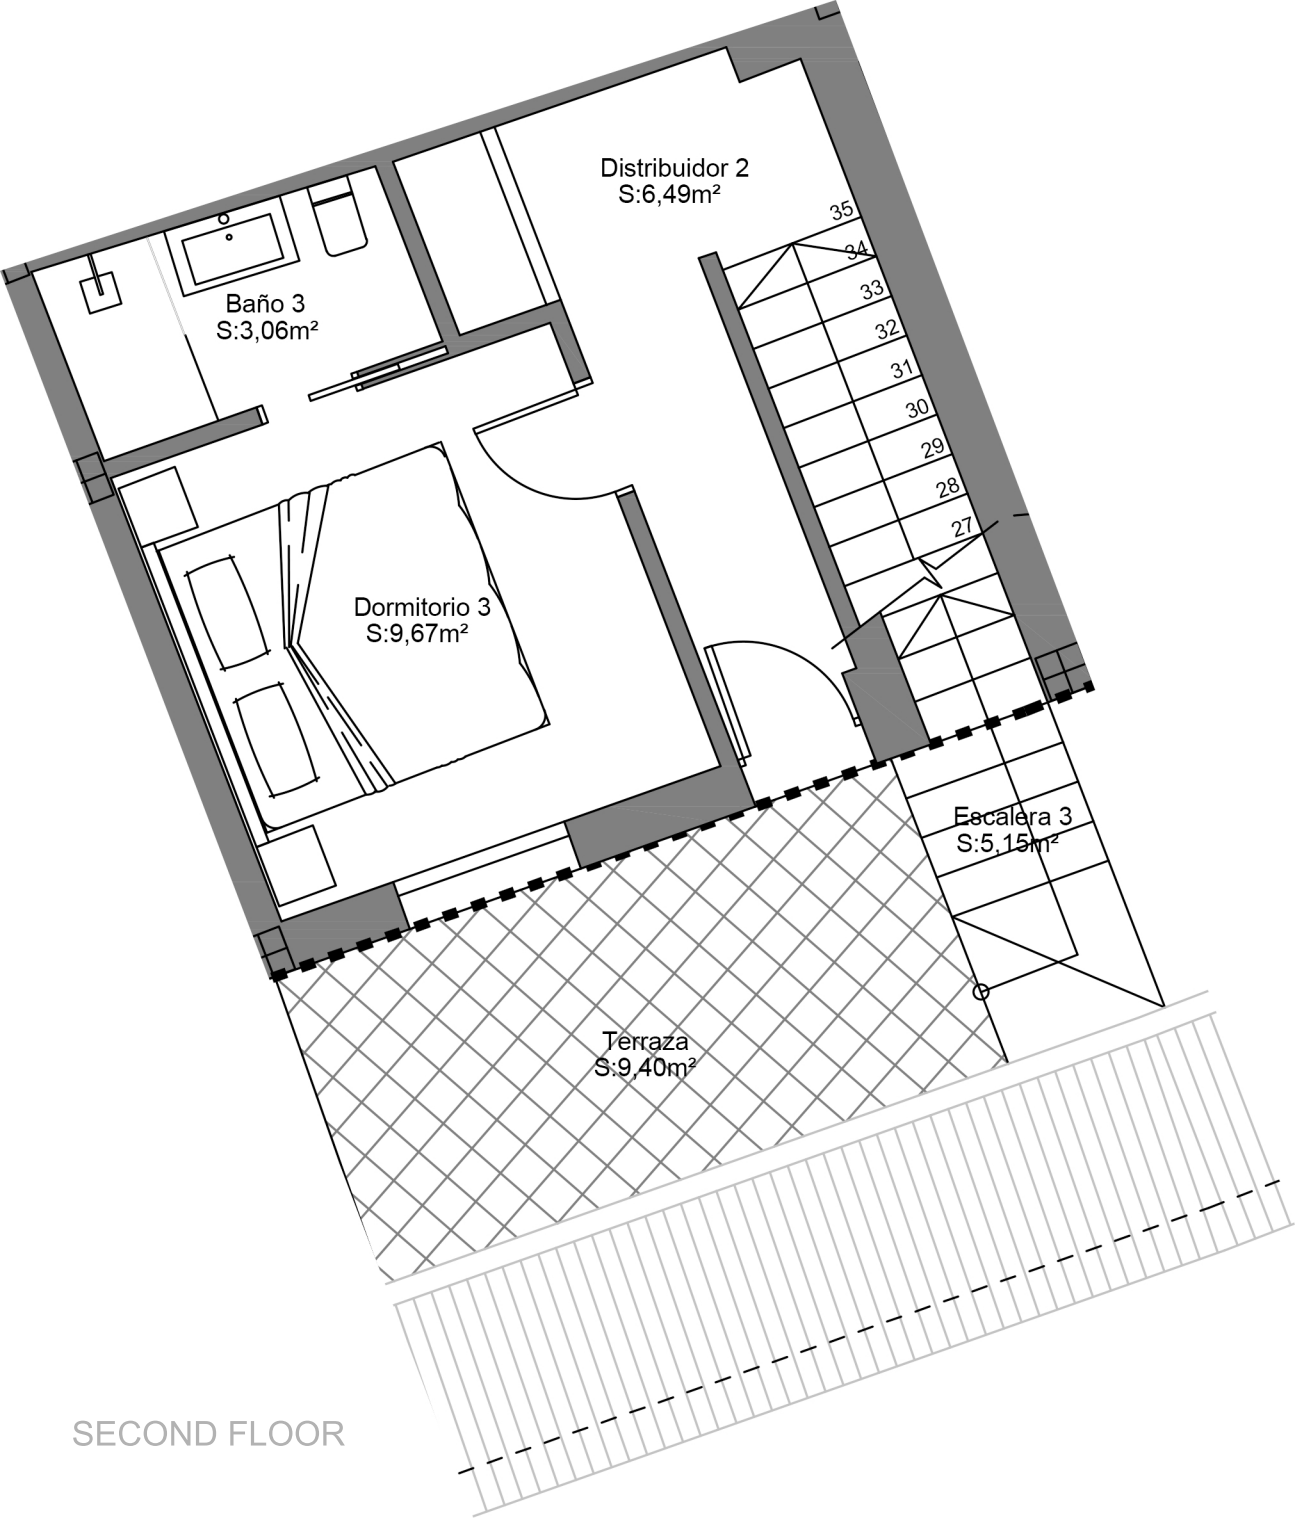 Distribuidor 2
S:6,49m²
35
34
33
32
31
30
29
28
27
Baño 3
S:3,06m²
Dormitorio 3
S:9,67m²
Escalera 3
S:5,15m²
Terraza
S:9,40m²
SECOND FLOOR